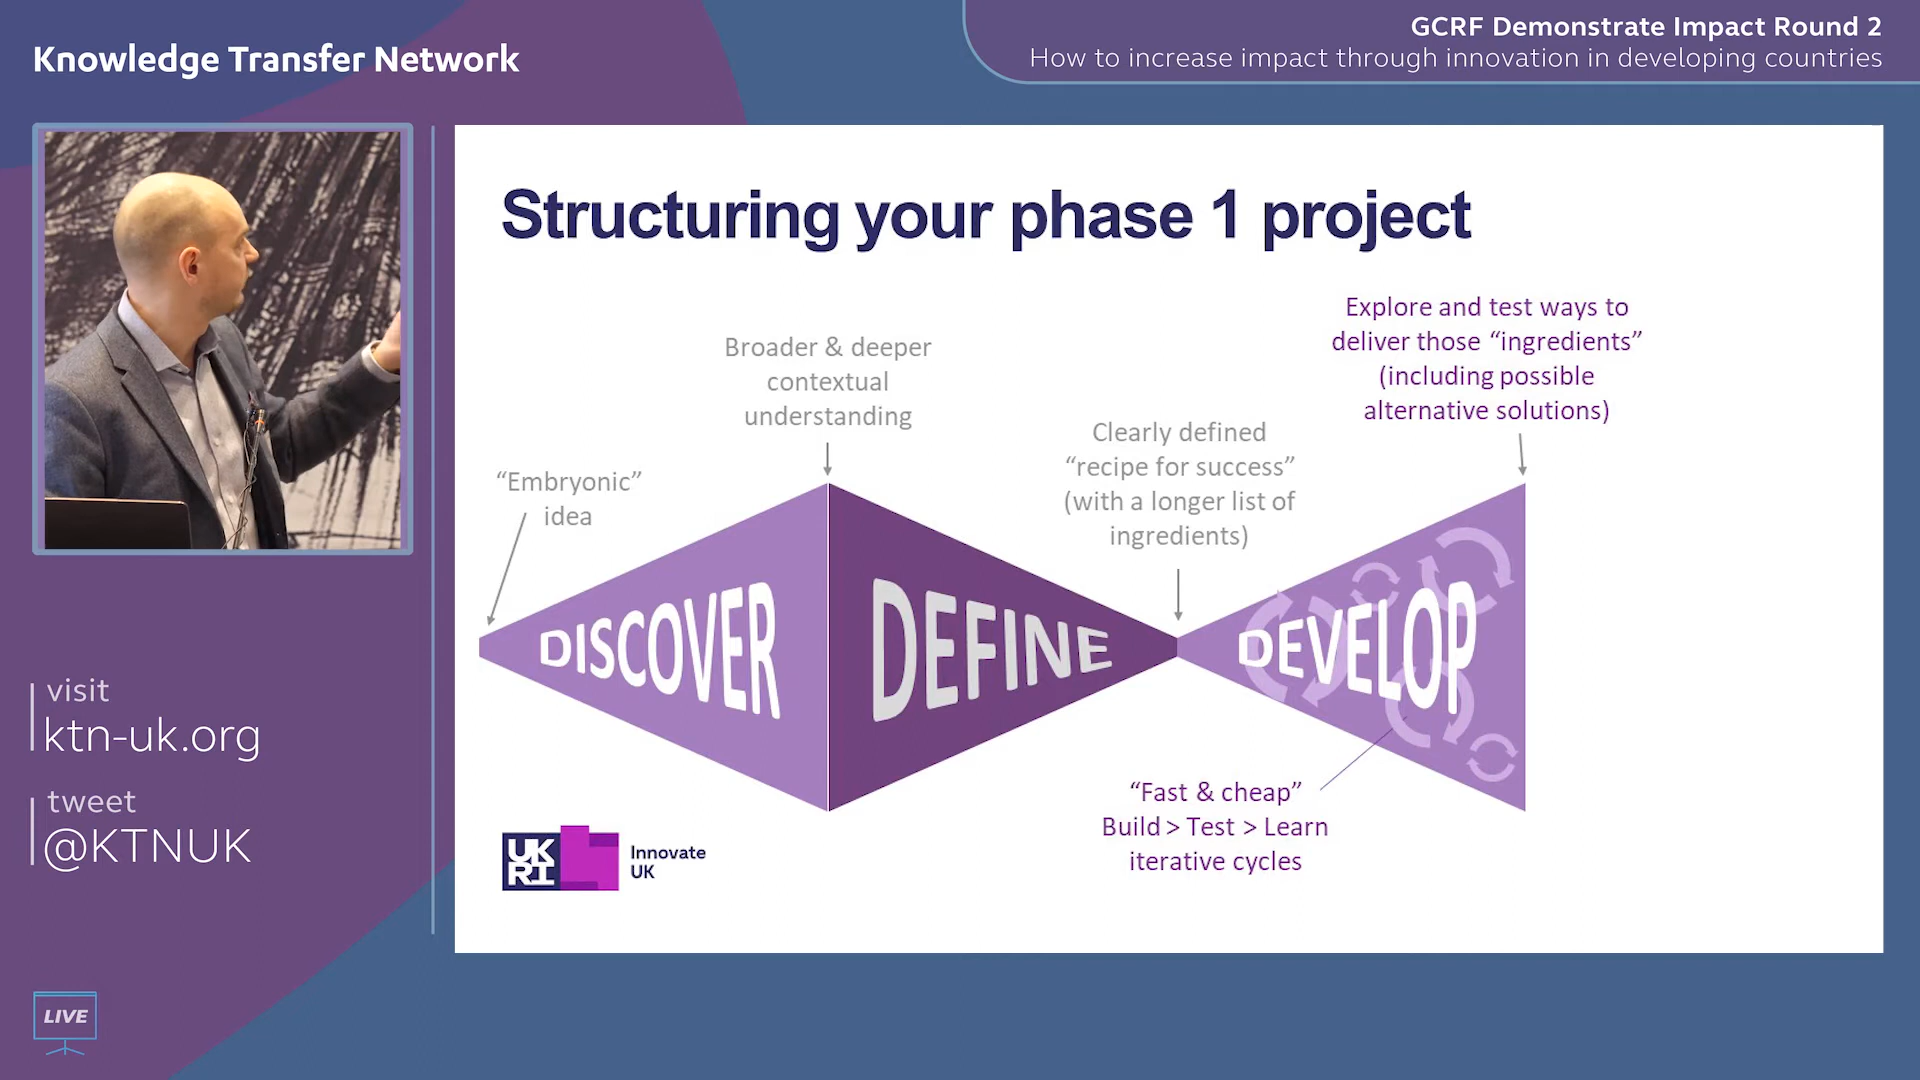 Knowledge Transfer Network
GCRF Demonstrate Impact Round 2
How to increase impact through innovation in developing countries
Structuring your phase 1 project
“Embryonic”
idea
Broader & deeper
contextual
understanding
Clearly defined
“recipe for success”
(with a longer list of
ingredients)
Explore and test ways to
deliver those “ingredients”
(including possible
alternative solutions)
DISCOVER
DEFINE
DEVELOP
“Fast & cheap”
Build > Test > Learn
iterative cycles
UK
RI
Innovate
UK
visit
ktn-uk.org
tweet
@KTNUK
LIVE